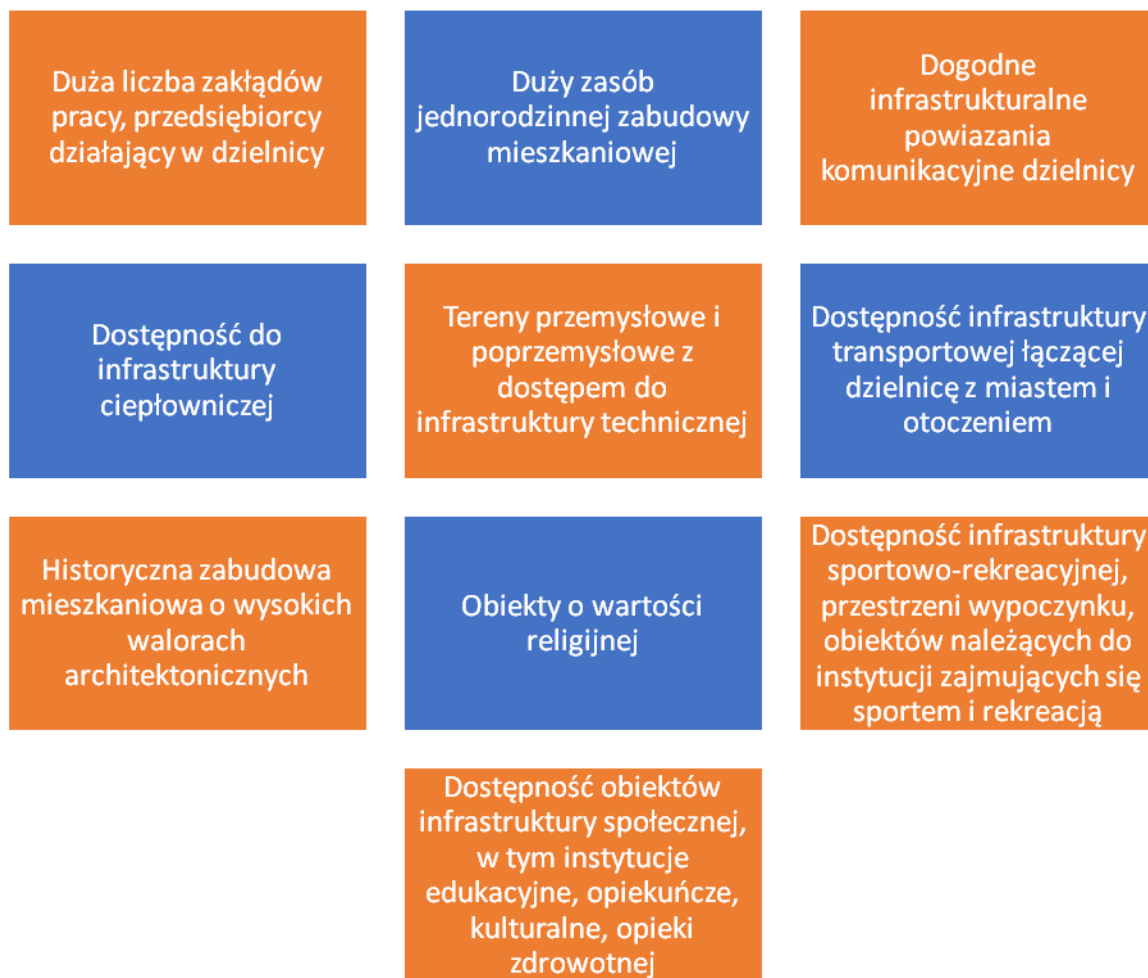 Duża liczba zakłądów
pracy, przedsiębiorcy
działający w dzielnicy
Duży zasób
jednorodzinnej zabudowy
mieszkaniowej
Dogodne
infrastrukturalne
powiazania
komunikacyjne dzielnicy
Dostępność do
infrastruktury
ciepłowniczej
Tereny przemysłowe i
poprzemysłowe z
dostępem do
infrastruktury technicznej
Dostępność infrastruktury
transportowej łączącej
dzielnicę z miastem i
otoczeniem
Historyczna zabudowa
mieszkaniowa o wysokich
walorach
architektonicznych
Obiekty o wartości
religijnej
Dostępność infrastruktury
sportowo-rekreacyjnej,
przestrzeni wypoczynku,
obiektów należących do
instytucji zajmujących się
sportem i rekreacją
Dostępność obiektów
infrastruktury społecznej,
w tym instytucje
edukacyjne, opiekuńcze,
kulturalne, opieki
zdrowotnej